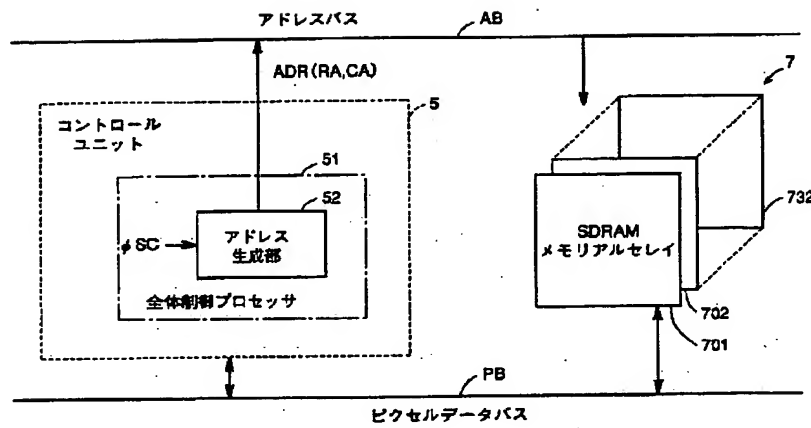 アドレスバス
AB
ADR(RA,CA)
7
5
コントロール
ユニット
51
52
φSC
アドレス
生成部
全体制御プロセッサ
SDRAM
メモリアルセレイ
732
702
701
PB
ピクセルデータバス